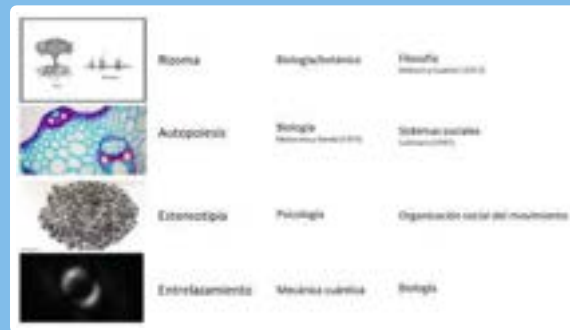 Rizoma
Biología/botánica
Filosofía
Autopoiesis
Biología
Sistemas sociales
Estereotipia
Psicología
Organización social del movimiento
Entrelazamiento
Mecánica cuántica
Biología